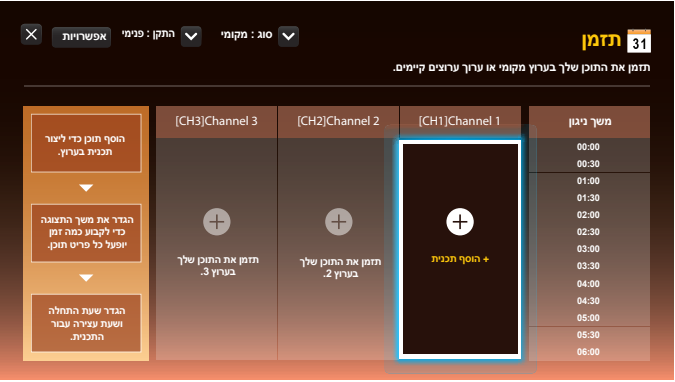 31 תזמן
סוג : מקומי
התקן : פנימי
אפשרויות
תזמן את התוכן שלך בערוץ מקומי או ערוך ערוצים קיימים.
משך ניגון
[CH1]Channel 1
[CH2]Channel 2
[CH3]Channel 3
00:00
00:30
01:00
01:30
02:00
02:30
03:00
03:30
04:00
04:30
05:00
05:30
06:00
+ הוסף תכנית
תזמן את התוכן שלך
בערוץ 2.
תזמן את התוכן שלך
בערוץ 3.
הוסף תוכן כדי ליצור
תכנית בערוץ.
הגדר את משך התצוגה
כדי לקבוע כמה זמן
יופעל כל פריט תוכן.
הגדר שעת התחלה
ושעת עצירה עבור
התכנית.